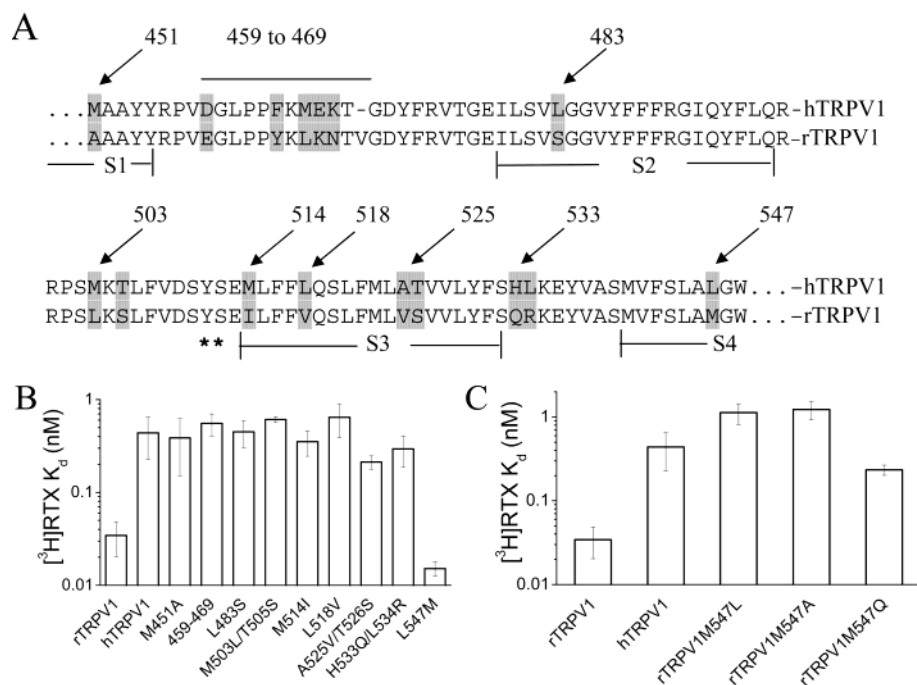 A
451 459 to 469 483
...MAAYYRPVDGLPPFKMEKT-GDYFRVTGEILSVLGGVYFFFRGIQYFLQR-hTRPV1
AAAYYRPVEGLPPYKLKNTVGDYFRVTGEILSVSGGVYFFFRGIQYFLQR-rTRPV1
S1 S2
503 514 518 525 533 547
RPSMKTLFVDSYSEMLFFLQSLFMLATVVLYFSHLKEYVASMVFSLALGW...-hTRPV1
RPSLKSLFVDSYSEILFFVQSLFMLVSVVLYFSQRKEYVASMVFSLAMGW...-rTRPV1
** S3 S4
B
[³H]RTX Kd (nM)
1
0.1
0.01
rTRPV1
hTRPV1
M451A
459-469
L483S
M503L/T505S
M514I
L518V
A525V/T526S
H533Q/L534R
L547M
C
[³H]RTX Kd (nM)
1
0.1
0.01
rTRPV1
hTRPV1
rTRPV1M547L
rTRPV1M547A
rTRPV1M547Q